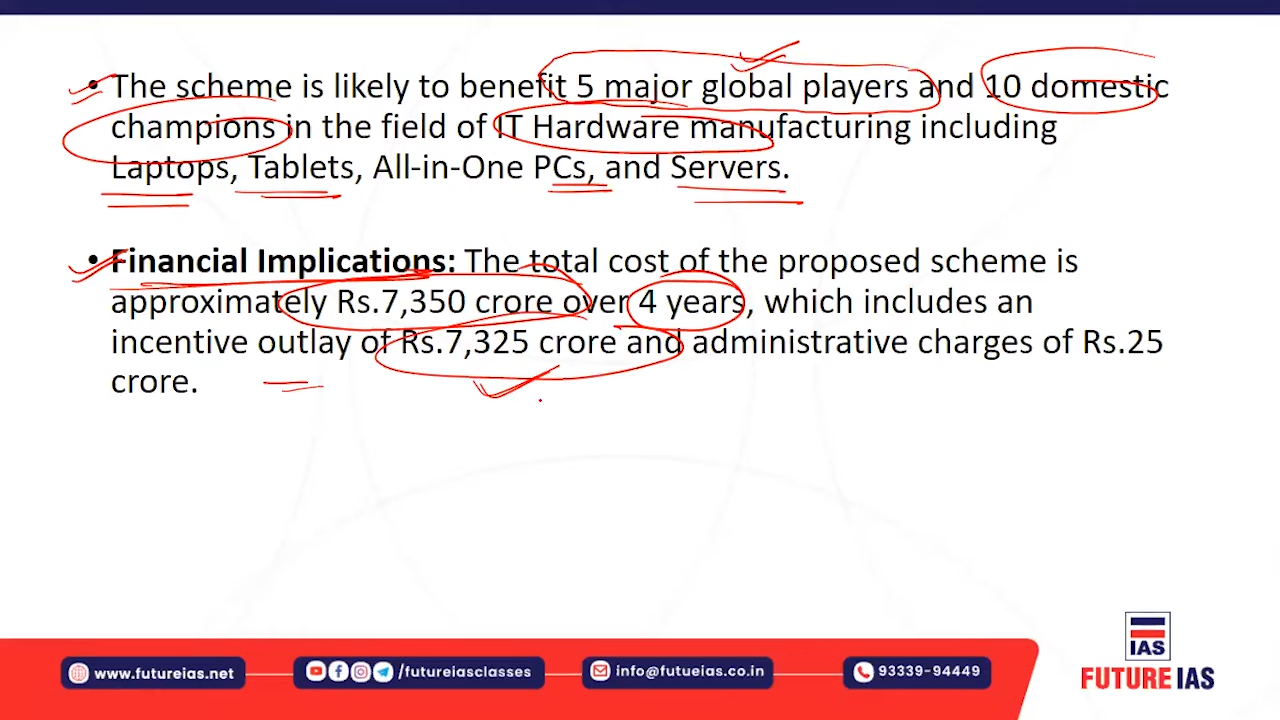 • The scheme is likely to benefit 5 major global players and 10 domestic
champions in the field of IT Hardware manufacturing including
Laptops, Tablets, All-in-One PCs, and Servers.
• Financial Implications: The total cost of the proposed scheme is
approximately Rs.7,350 crore over 4 years, which includes an
incentive outlay of Rs.7,325 crore and administrative charges of Rs.25
crore.
IAS
FUTURE IAS
www.futureias.net
/futureiasclasses
info@futueias.co.in
93339-94449